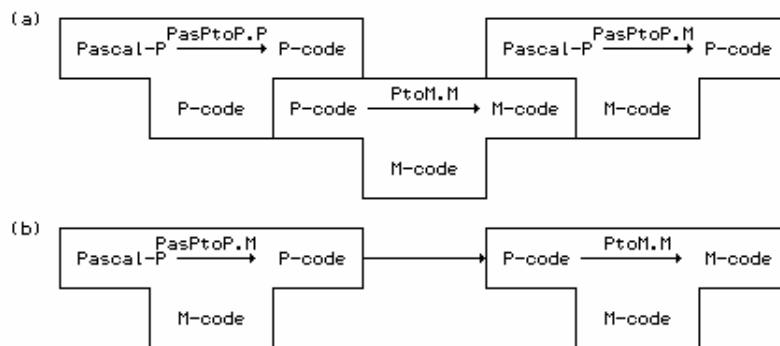 (a)
PasPtoP.P PasPtoP.M
Pascal-P P-code Pascal-P P-code
PtoM.M
P-code P-code M-code M-code
M-code
(b)
PasPtoP.M PtoM.M
Pascal-P P-code P-code M-code
M-code M-code